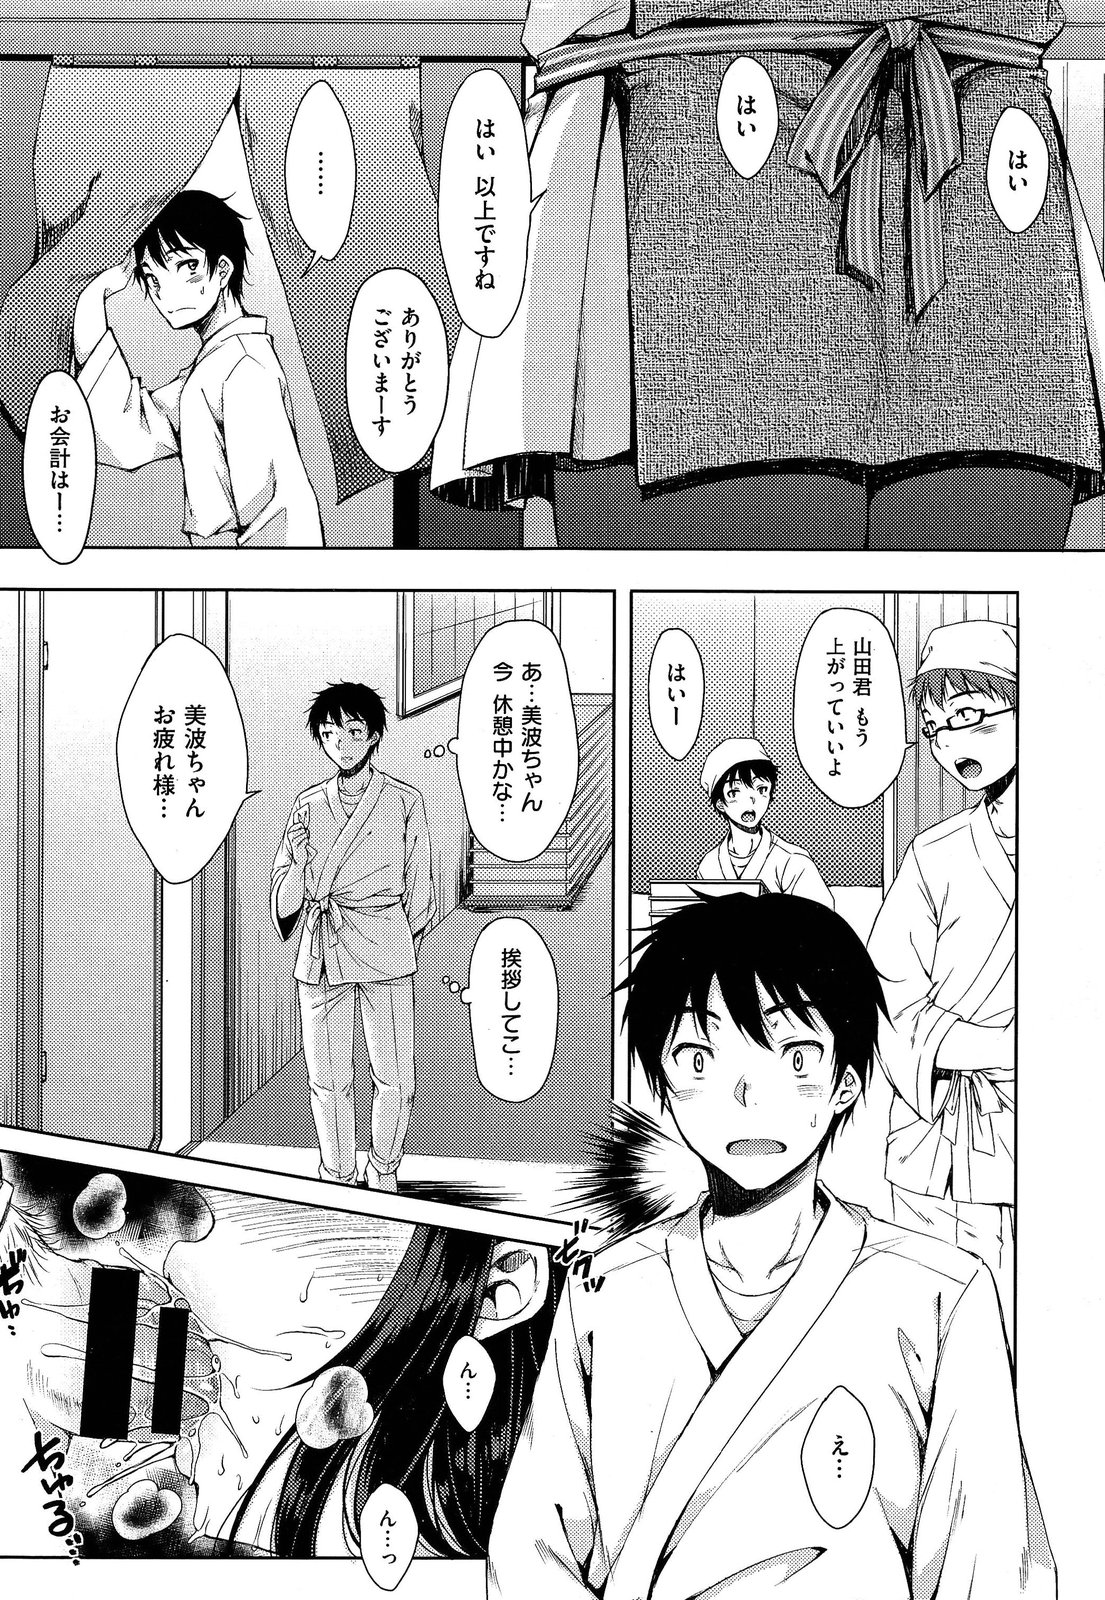 はい
はい
はい 以上ですね
ありがとう
ございまーす
……
お会計はー…
山田君 もう
上がっていいよ
はいー
あ…美波ちゃん
今 休憩中かな…
挨拶してこ…
美波ちゃん
お疲れ様…
え…
ビクッ
ん…
ん…っ
ぢゅ…
ちゅる…